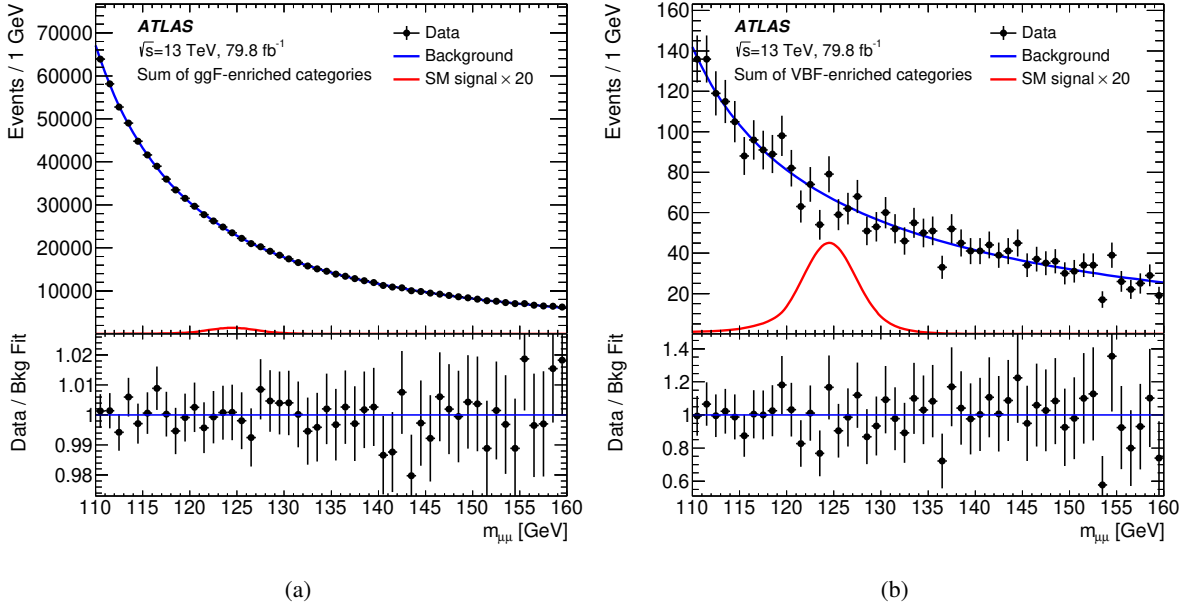 ATLAS
√s=13 TeV, 79.8 fb⁻¹
Sum of ggF-enriched categories
Data
Background
SM signal × 20
Events / 1 GeV
70000
60000
50000
40000
30000
20000
10000
Data / Bkg Fit
1.02
1.01
1
0.99
0.98
110 115 120 125 130 135 140 145 150 155 160
mμμ [GeV]
(a)
ATLAS
√s=13 TeV, 79.8 fb⁻¹
Sum of VBF-enriched categories
Data
Background
SM signal × 20
Events / 1 GeV
160
140
120
100
80
60
40
20
Data / Bkg Fit
1.4
1.2
1
0.8
0.6
110 115 120 125 130 135 140 145 150 155 160
mμμ [GeV]
(b)